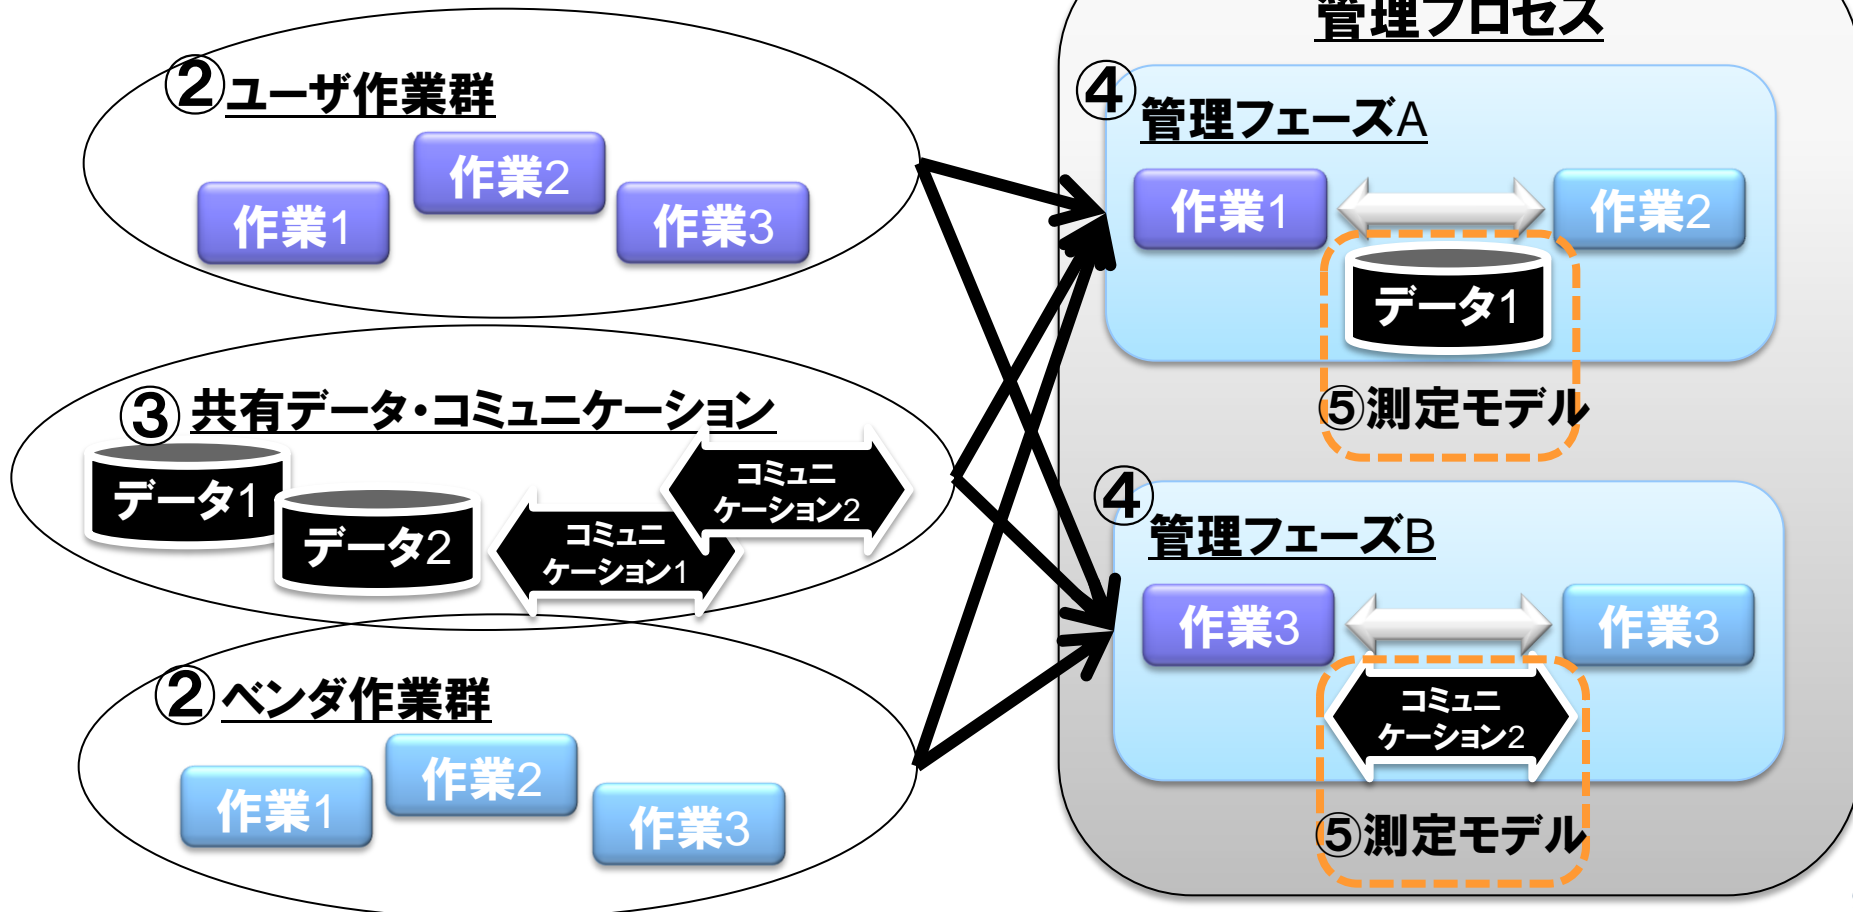 ②ユーザ作業群
作業1
作業2
作業3
③共有データ・コミュニケーション
データ1
データ2
コミュニ
ケーション1
コミュニ
ケーション2
②ベンダ作業群
作業1
作業2
作業3
管理プロセス
④管理フェーズA
作業1
作業2
データ1
⑤測定モデル
④管理フェーズB
作業3
作業3
コミュニ
ケーション2
⑤測定モデル